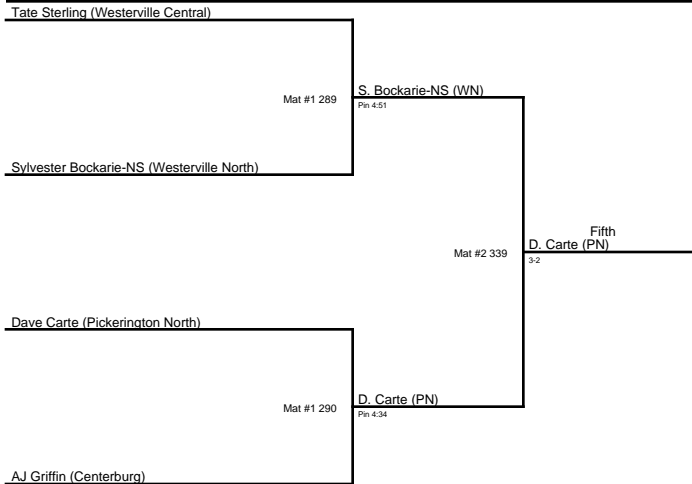 Tate Sterling (Westerville Central)
Mat #1 289
S. Bockarie-NS (WN)
Pin 4:51
Sylvester Bockarie-NS (Westerville North)
Mat #2 339
Fifth
D. Carte (PN)
3-2
Dave Carte (Pickerington North)
Mat #1 290
D. Carte (PN)
Pin 4:34
AJ Griffin (Centerburg)